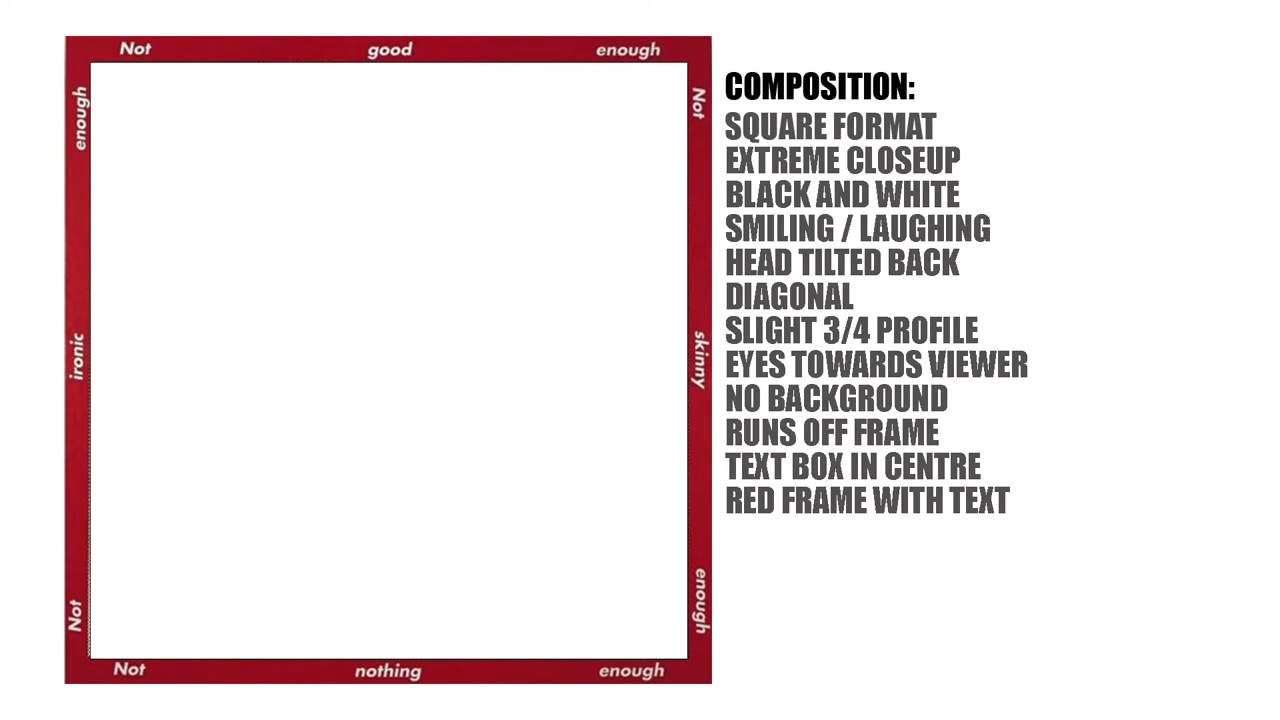 Not good enough
Not skinny enough
Not nothing enough
Not ironic enough
COMPOSITION:
SQUARE FORMAT
EXTREME CLOSEUP
BLACK AND WHITE
SMILING / LAUGHING
HEAD TILTED BACK
DIAGONAL
SLIGHT 3/4 PROFILE
EYES TOWARDS VIEWER
NO BACKGROUND
RUNS OFF FRAME
TEXT BOX IN CENTRE
RED FRAME WITH TEXT